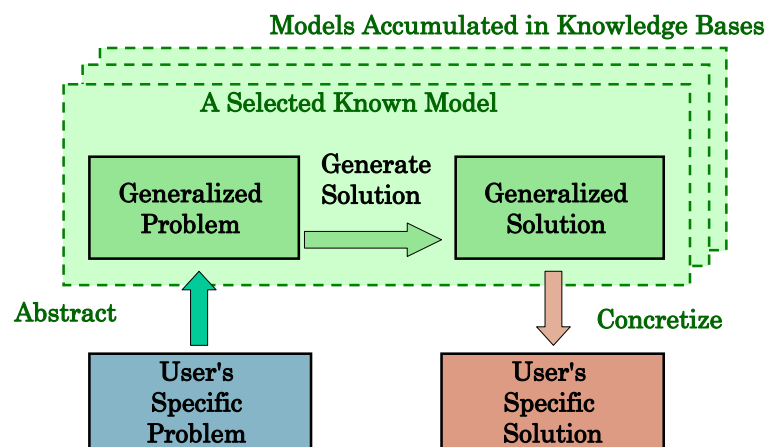 Models Accumulated in Knowledge Bases
A Selected Known Model
Generate
Solution
Generalized
Problem
Generalized
Solution
Abstract
Concretize
User's
Specific
Problem
User's
Specific
Solution